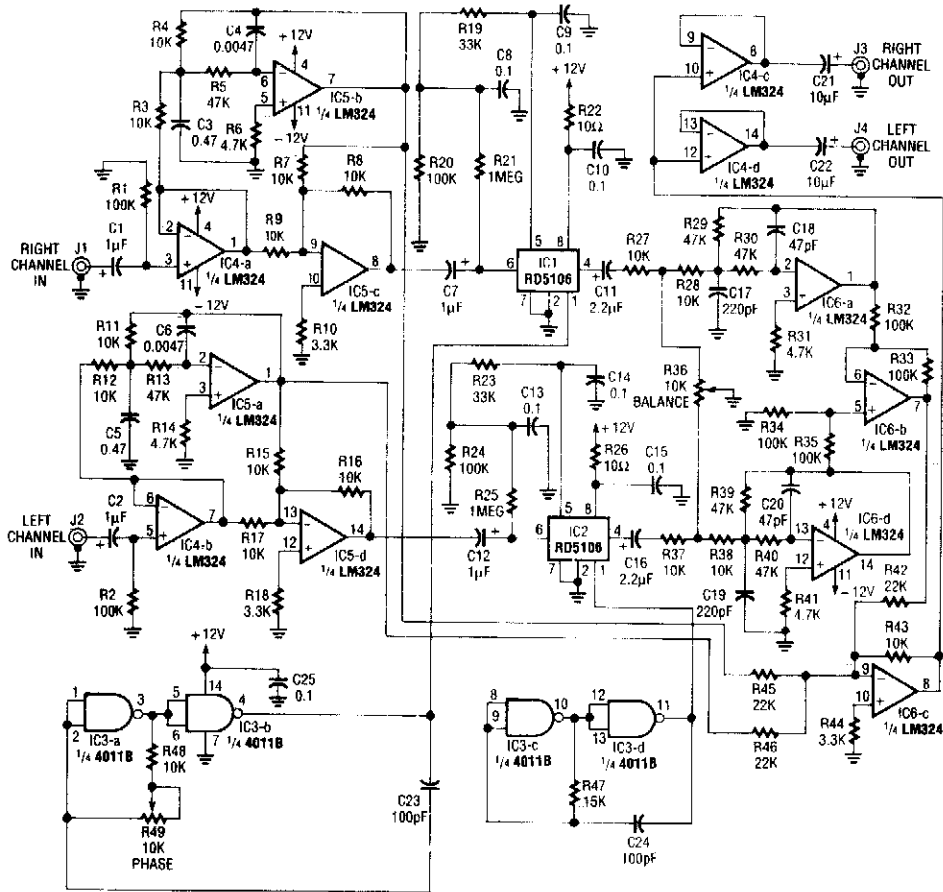 R4
10K
C4
0.0047
+12V
4
R5
47K
6
5
7
11
IC5-b
1/4 LM324
-12V
R3
10K
C3
0.47
R6
4.7K
R19
33K
C9
0.1
C8
0.1
+12V
R22
10Ω
C10
0.1
R20
100K
R21
1MEG
9
10
8
IC4-c
1/4 LM324
C21
10μF
J3
RIGHT
CHANNEL
OUT
13
12
14
IC4-d
1/4 LM324
C22
10μF
J4
LEFT
CHANNEL
OUT
R1
100K
C1
1μF
J1
RIGHT
CHANNEL
IN
+12V
2
3
4
1
11
IC4-a
1/4 LM324
-12V
R7
10K
R8
10K
R9
10K
9
10
8
IC5-c
1/4 LM324
R10
3.3K
C7
1μF
5
8
6
4
7
2
1
IC1
RD5106
C11
2.2μF
R27
10K
R28
10K
R29
47K
R30
47K
C18
47pF
C17
220pF
2
3
1
IC6-a
1/4 LM324
R31
4.7K
R32
100K
R33
100K
6
5
7
IC6-b
1/4 LM324
R34
100K
R35
100K
R36
10K
BALANCE
R11
10K
C6
0.0047
R12
10K
R13
47K
2
3
1
IC5-a
1/4 LM324
C5
0.47
R14
4.7K
R15
10K
R16
10K
R23
33K
C13
0.1
C14
0.1
+12V
R24
100K
R25
1MEG
R26
10Ω
C15
0.1
LEFT
CHANNEL
IN
J2
C2
1μF
R2
100K
6
5
7
IC4-b
1/4 LM324
R17
10K
13
12
14
IC5-d
1/4 LM324
R18
3.3K
C12
1μF
5
8
6
4
7
2
1
IC2
RD5106
C16
2.2μF
R37
10K
R38
10K
R39
47K
R40
47K
C20
47pF
C19
220pF
+12V
13
12
4
14
11
IC6-d
1/4 LM324
-12V
R41
4.7K
R42
22K
R43
10K
9
10
8
IC6-c
1/4 LM324
R44
3.3K
R45
22K
R46
22K
+12V
C25
0.1
1
2
3
IC3-a
1/4 4011B
5
6
14
4
7
IC3-b
1/4 4011B
R48
10K
R49
10K
PHASE
C23
100pF
8
9
10
IC3-c
1/4 4011B
12
13
11
IC3-d
1/4 4011B
R47
15K
C24
100pF